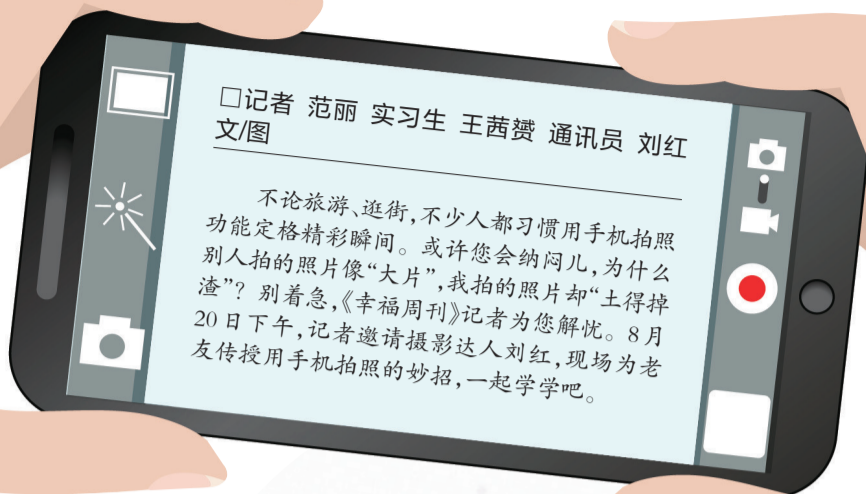 □记者 范丽 实习生 王茜赟 通讯员 刘红
文/图
不论旅游、逛街,不少人都习惯用手机拍照
功能定格精彩瞬间。或许您会纳闷儿,为什么
别人拍的照片像“大片”,我拍的照片却“土得掉
渣”?别着急,《幸福周刊》记者为您解忧。8月
20日下午,记者邀请摄影达人刘红,现场为老
友传授用手机拍照的妙招,一起学学吧。